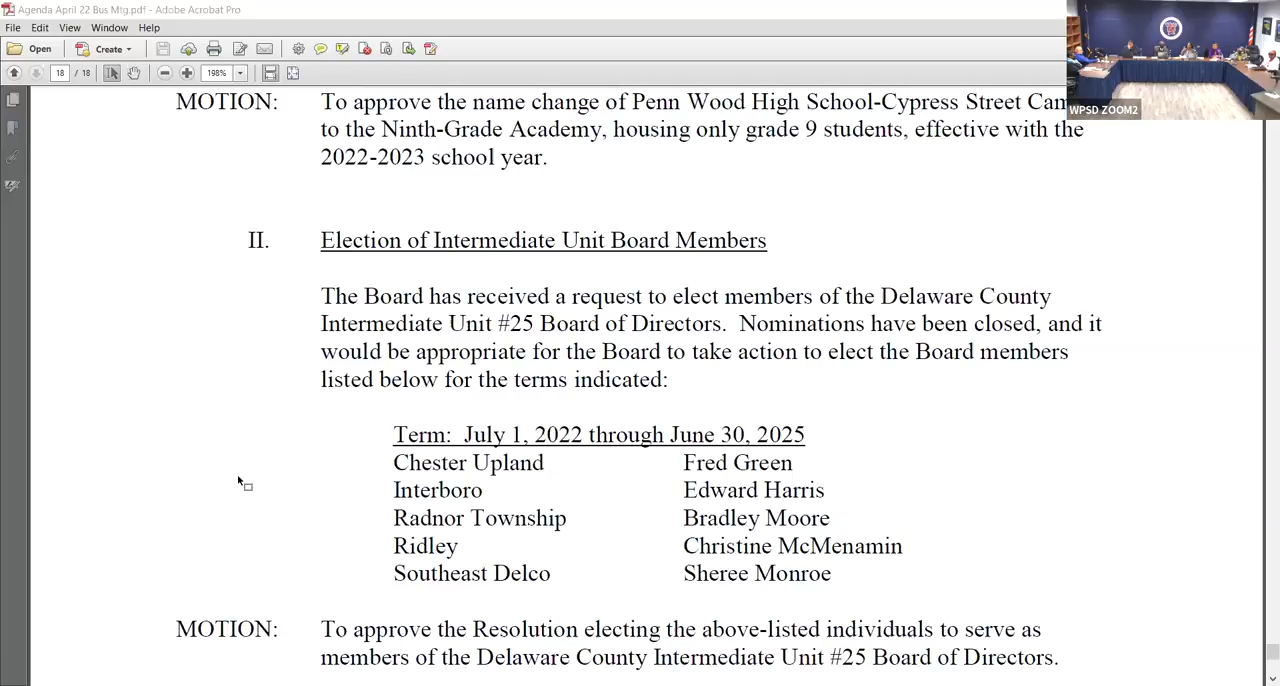 Agenda April 22 Bus Mtg.pdf - Adobe Acrobat Pro
File Edit View Window Help
Open Create
18 / 18 198%
WPSD ZOOM2
MOTION: To approve the name change of Penn Wood High School-Cypress Street
to the Ninth-Grade Academy, housing only grade 9 students, effective with the
2022-2023 school year.
II. Election of Intermediate Unit Board Members
The Board has received a request to elect members of the Delaware County
Intermediate Unit #25 Board of Directors. Nominations have been closed, and it
would be appropriate for the Board to take action to elect the Board members
listed below for the terms indicated:
Term: July 1, 2022 through June 30, 2025
Chester Upland Fred Green
Interboro Edward Harris
Radnor Township Bradley Moore
Ridley Christine McMenamin
Southeast Delco Sheree Monroe
MOTION: To approve the Resolution electing the above-listed individuals to serve as
members of the Delaware County Intermediate Unit #25 Board of Directors.